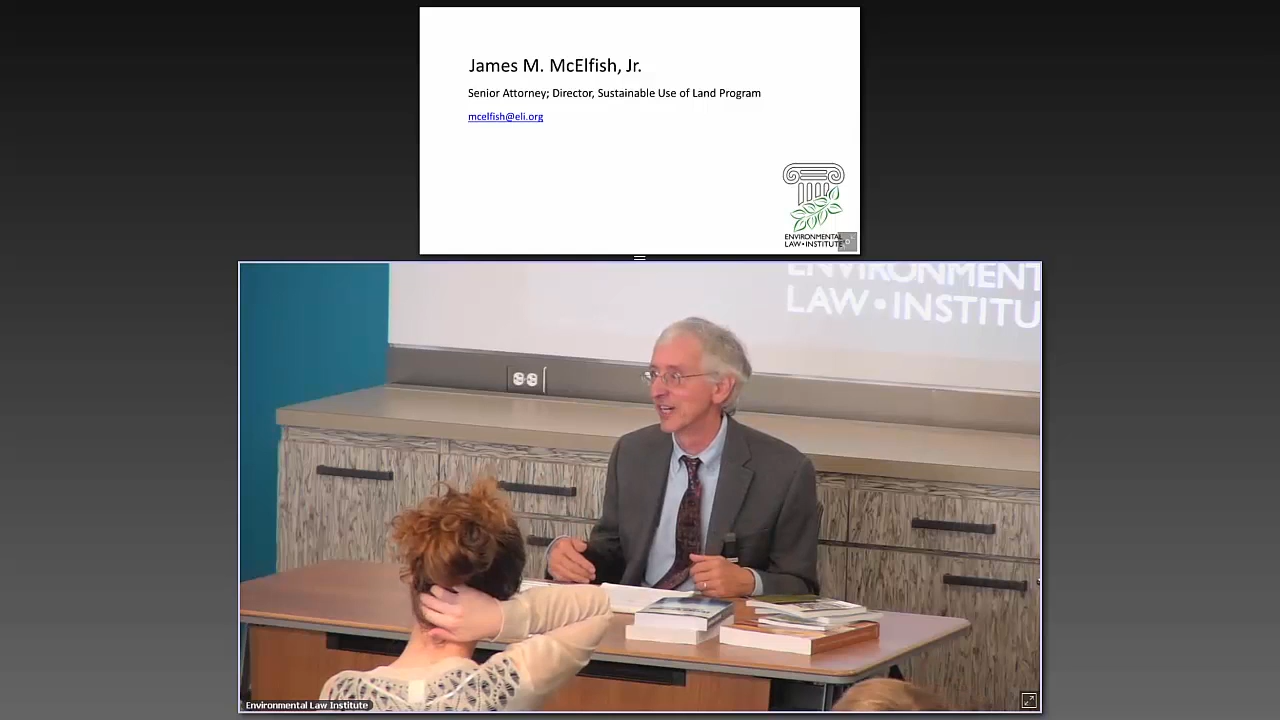 James M. McElfish, Jr.
Senior Attorney; Director, Sustainable Use of Land Program
mcelfish@eli.org
ENVIRONMENTAL
LAW•INSTITUTE
ENVIRONMENT
LAW•INSTITU
Environmental Law Institute